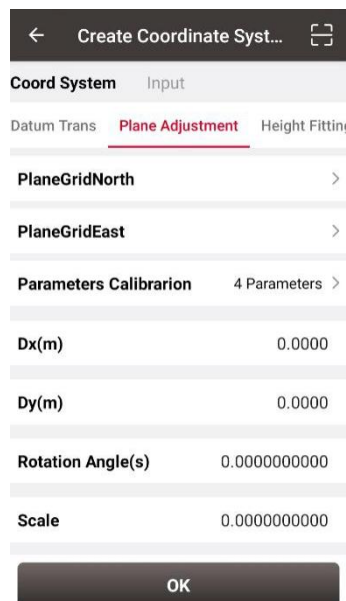 Create Coordinate Syst...
Coord System Input
Datum Trans Plane Adjustment Height Fitting
PlaneGridNorth
PlaneGridEast
Parameters Calibrarion 4 Parameters
Dx(m) 0.0000
Dy(m) 0.0000
Rotation Angle(s) 0.0000000000
Scale 0.0000000000
OK